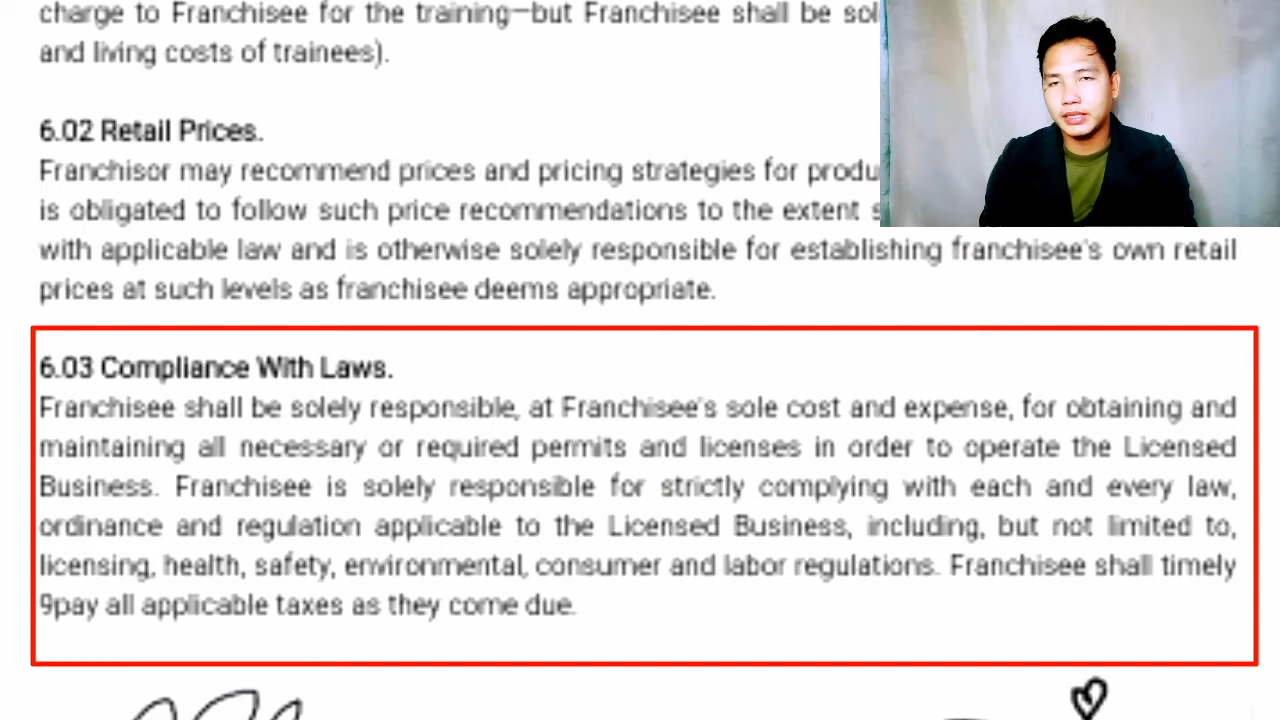 charge to Franchisee for the training—but Franchisee shall be
and living costs of trainees).
6.02 Retail Prices.
Franchisor may recommend prices and pricing strategies for
is obligated to follow such price recommendations to the extent
with applicable law and is otherwise solely responsible for establishing franchisee's own retail
prices at such levels as franchisee deems appropriate.
6.03 Compliance With Laws.
Franchisee shall be solely responsible, at Franchisee's sole cost and expense, for obtaining and
maintaining all necessary or required permits and licenses in order to operate the Licensed
Business. Franchisee is solely responsible for strictly complying with each and every law,
ordinance and regulation applicable to the Licensed Business, including, but not limited to,
licensing, health, safety, environmental, consumer and labor regulations. Franchisee shall timely
9pay all applicable taxes as they come due.